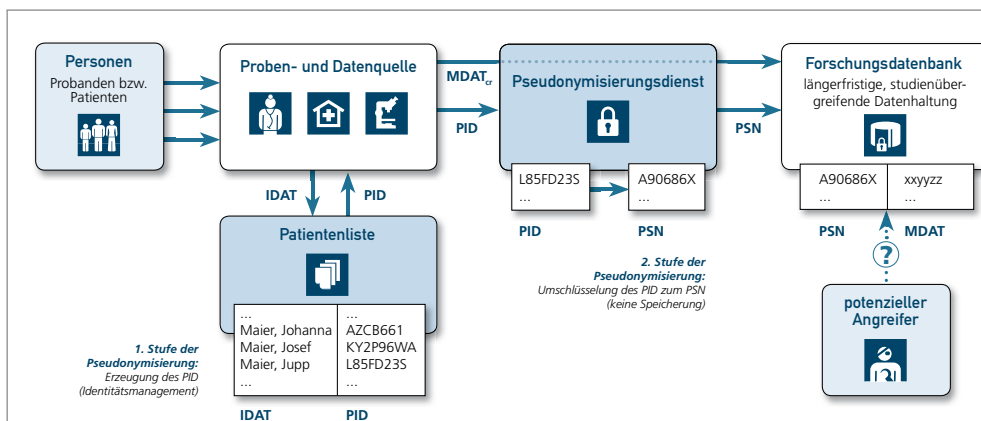 Personen
Probanden bzw.
Patienten
Proben- und Datenquelle
MDATcr
PID
Pseudonymisierungsdienst
PSN
Forschungsdatenbank
längerfristige, studienüber-
greifende Datenhaltung
L85FD23S
...
A90686X
...
PID
PSN
A90686X
...
xxyyzz
...
PSN
MDAT
IDAT
PID
Patientenliste
...
Maier, Johanna
Maier, Josef
Maier, Jupp
...
...
AZCB661
KY2P96WA
L85FD23S
...
IDAT
PID
1. Stufe der
Pseudonymisierung:
Erzeugung des PID
(Identitätsmanagement)
2. Stufe der
Pseudonymisierung:
Umschlüsselung des PID zum PSN
(keine Speicherung)
?
potenzieller
Angreifer